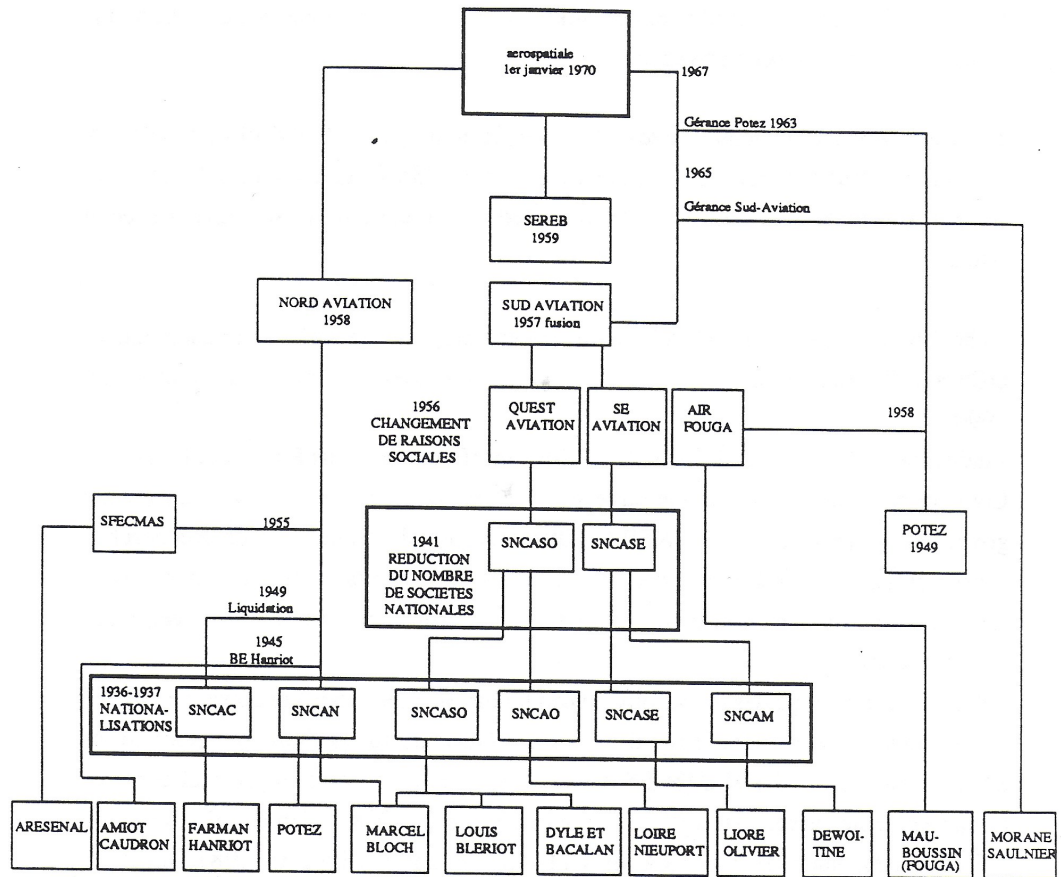 aerospatiale
1er janvier 1970
1967
Gérance Potez 1963
1965
Gérance Sud-Aviation
SEREB
1959
NORD AVIATION
1958
SUD AVIATION
1957 fusion
1956
CHANGEMENT
DE RAISONS
SOCIALES
QUEST
AVIATION
SE
AVIATION
AIR
FOUGA
1958
SFECMAS
1955
1941
REDUCTION
DU NOMBRE
DE SOCIETES
NATIONALES
SNCASO
SNCASE
POTEZ
1949
1949
Liquidation
1945
BE Hanriot
1936-1937
NATIONA-
LISATIONS
SNCAC
SNCAN
SNCASO
SNCAO
SNCASE
SNCAM
ARESENAL
AMIOT
CAUDRON
FARMAN
HANRIOT
POTEZ
MARCEL
BLOCH
LOUIS
BLERIOT
DYLE ET
BACALAN
LOIRE
NIEUPORT
LIORE
OLIVIER
DEWOI-
TINE
MAU-
BOUSSIN
(FOUGA)
MORANE
SAULNIER